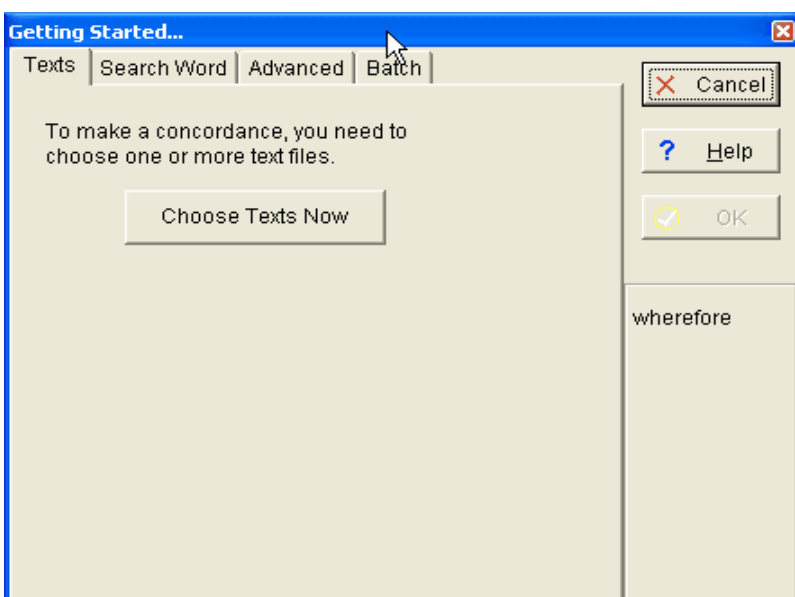 Getting Started...
Texts Search Word Advanced Batch
Cancel
To make a concordance, you need to
choose one or more text files.
Help
Choose Texts Now
OK
wherefore